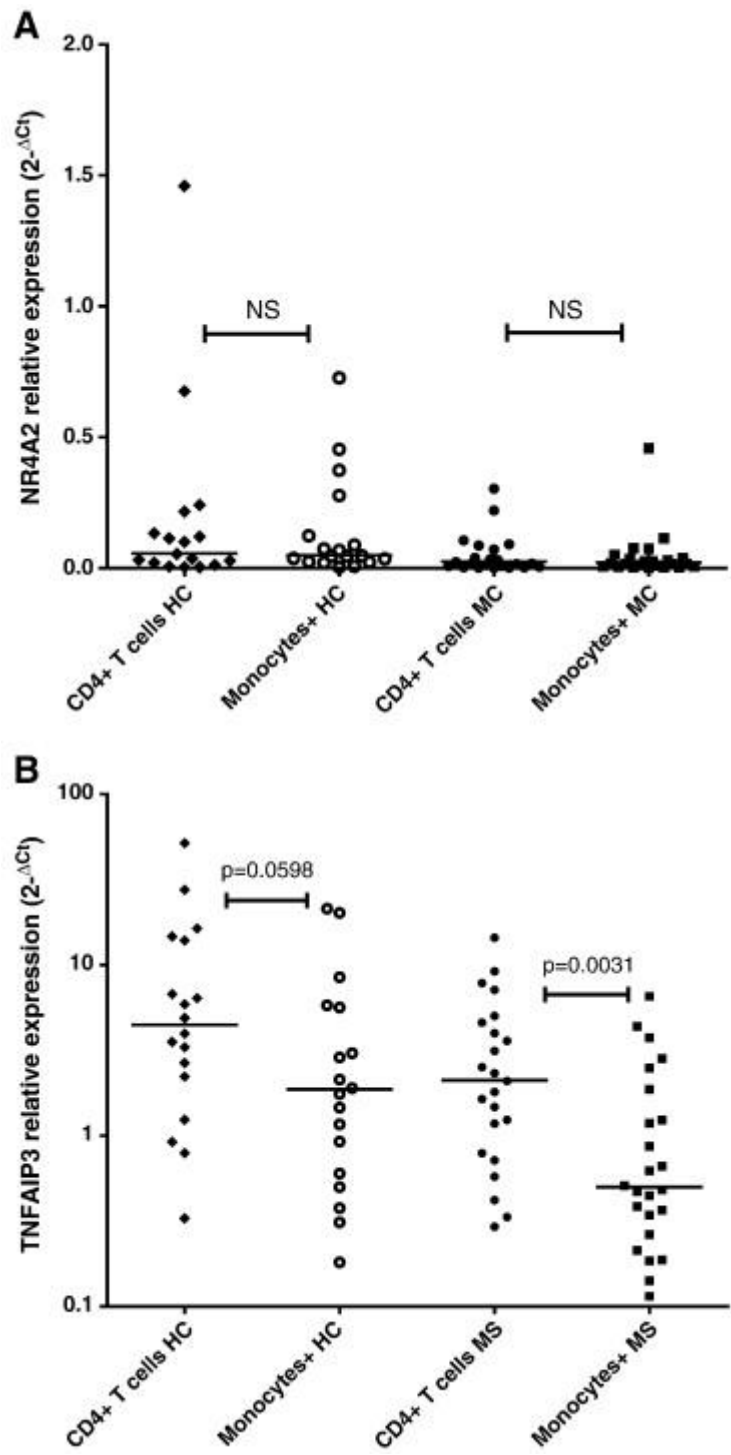 A
2.0
1.5
1.0
0.5
0.0
NR4A2 relative expression (2-ΔCt)
NS
NS
CD4+ T cells HC
Monocytes+ HC
CD4+ T cells MC
Monocytes+ MC
B
100
10
1
0.1
TNFAIP3 relative expression (2-ΔCt)
p=0.0598
p=0.0031
CD4+ T cells HC
Monocytes+ HC
CD4+ T cells MS
Monocytes+ MS